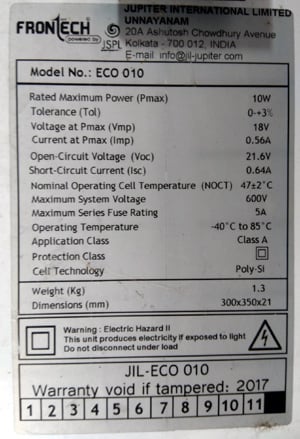 FRONTECH
powered by JSPL
JUPITER INTERNATIONAL LIMITED
UNNAYANAM
20A Ashutosh Chowdhury Avenue
Kolkata - 700 012, INDIA
E-mail info@jil-jupiter.com
Model No.: ECO 010
Rated Maximum Power (Pmax) 10W
Tolerance (Tol) 0~+3%
Voltage at Pmax (Vmp) 18V
Current at Pmax (Imp) 0.56A
Open-Circuit Voltage (Voc) 21.6V
Short-Circuit Current (Isc) 0.64A
Nominal Operating Cell Temperature (NOCT) 47±2°C
Maximum System Voltage 600V
Maximum Series Fuse Rating 5A
Operating Temperature -40°C to 85°C
Application Class Class A
Protection Class
Cell Technology Poly-Si
Weight (Kg) 1.3
Dimensions (mm) 300x350x21
Warning : Electric Hazard II
This unit produces electricity if exposed to light
Do not disconnect under load
JIL-ECO 010
Warranty void if tampered: 2017
1 2 3 4 5 6 7 8 9 10 11